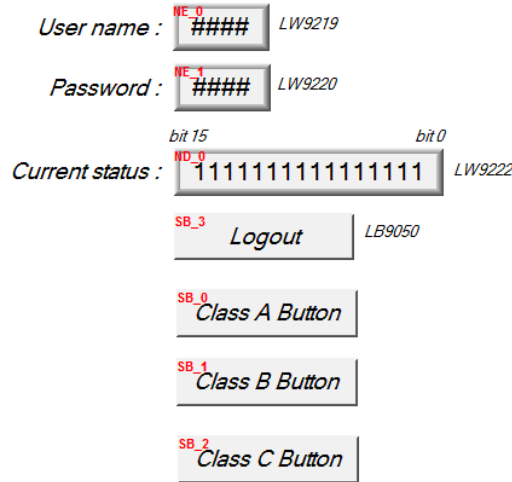 User name : NE_0 #### LW9219
Password : NE_1 #### LW9220
bit 15 bit 0
Current status : ND_0 1111111111111111 LW9222
SB_3 Logout LB9050
SB_0 Class A Button
SB_1 Class B Button
SB_2 Class C Button